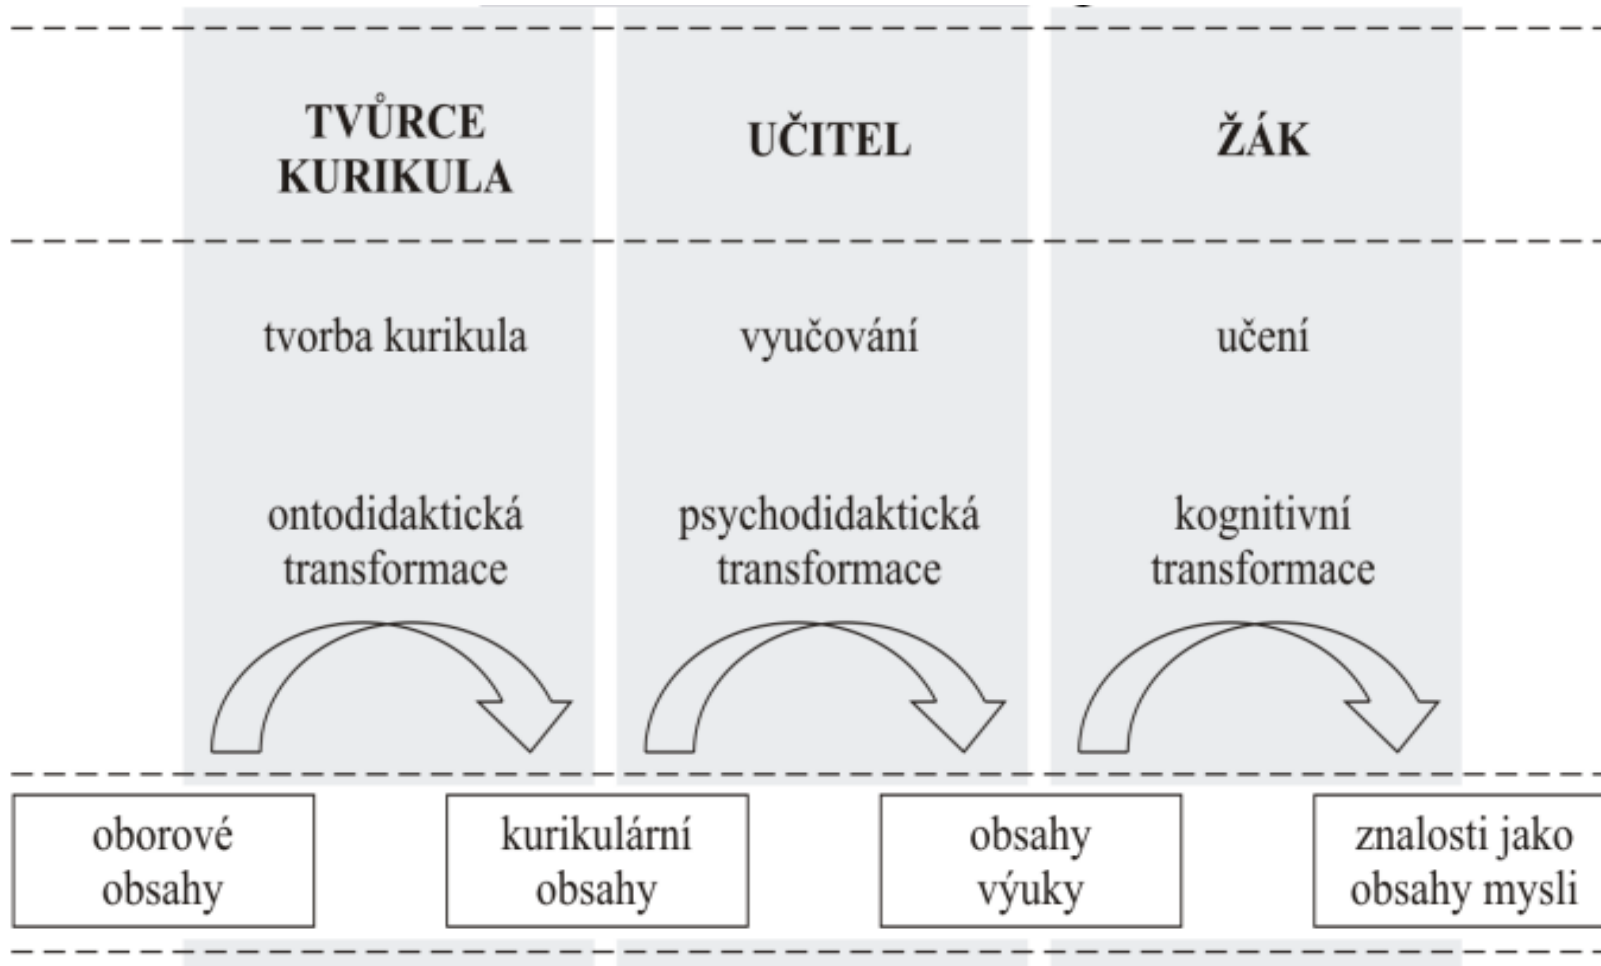 TVŮRCE
KURIKULA
UČITEL
ŽÁK
tvorba kurikula
vyučování
učení
ontodidaktická
transformace
psychodidaktická
transformace
kognitivní
transformace
oborové
obsahy
kurikulární
obsahy
obsahy
výuky
znalosti jako
obsahy mysli